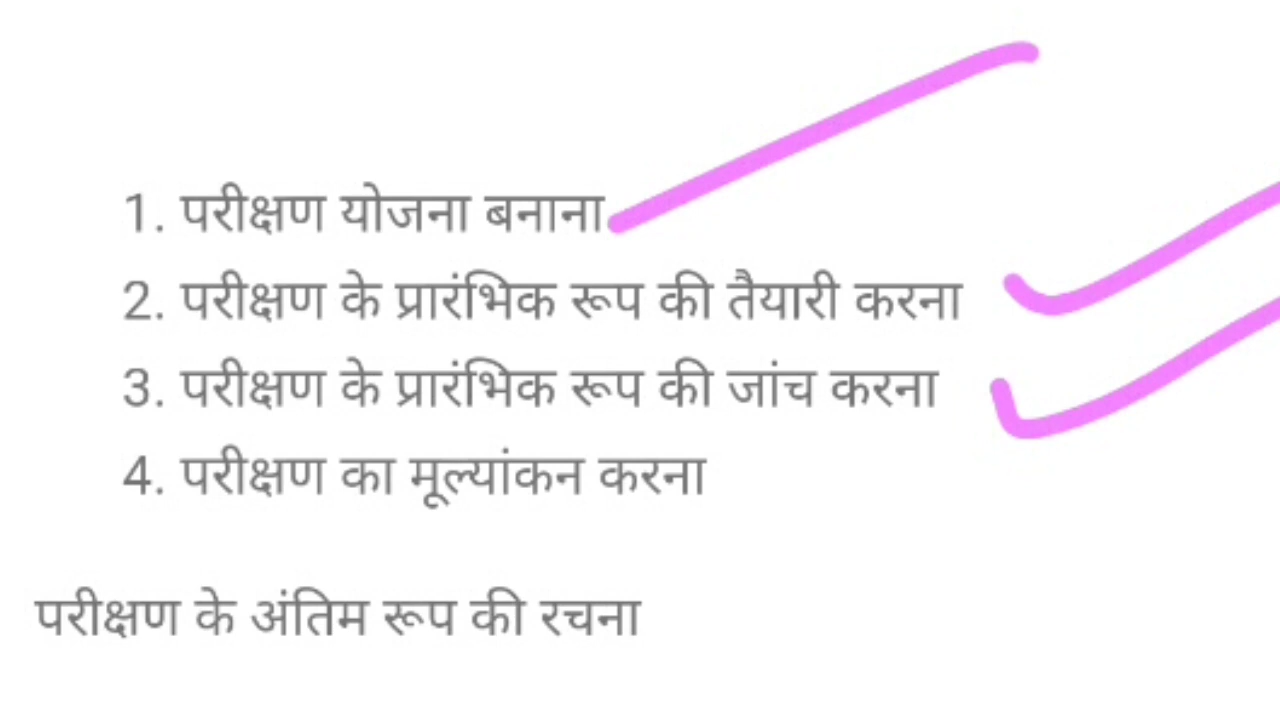 1. परीक्षण योजना बनाना
2. परीक्षण के प्रारंभिक रूप की तैयारी करना
3. परीक्षण के प्रारंभिक रूप की जांच करना
4. परीक्षण का मूल्यांकन करना
परीक्षण के अंतिम रूप की रचना